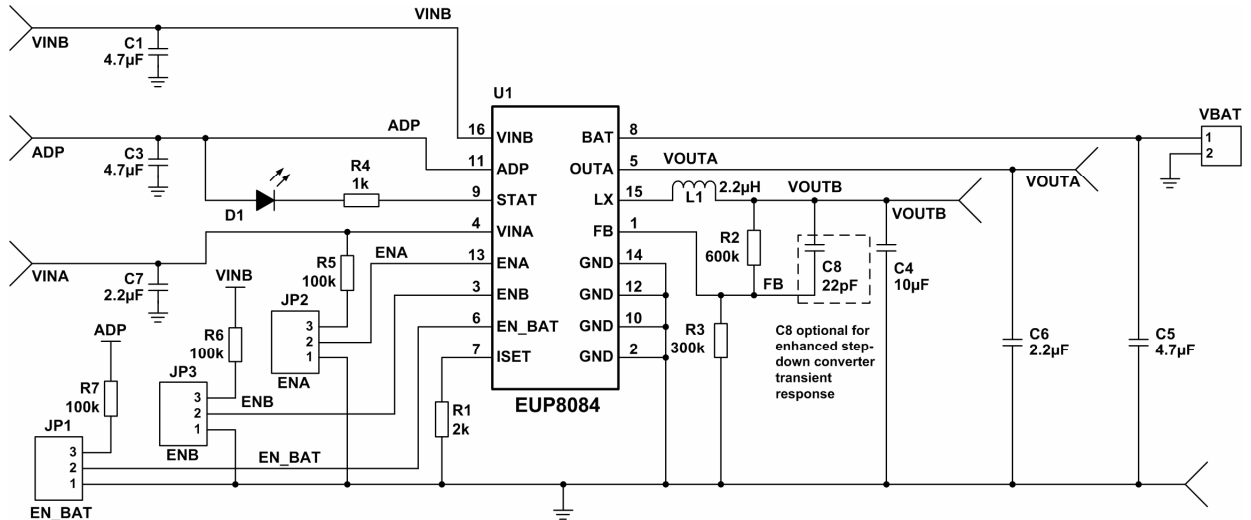 VINB
VINB
C1
4.7µF
U1
ADP
ADP
C3
4.7µF
D1
R4
1k
VINA
C7
2.2µF
VINB
R5
100k
ENA
R6
100k
JP2
3
2
1
ENA
ADP
R7
100k
JP3
3
2
1
ENB
ENB
JP1
3
2
1
EN_BAT
EN_BAT
R1
2k
16 VINB
11 ADP
9 STAT
4 VINA
13 ENA
3 ENB
6 EN_BAT
7 ISET
BAT 8
OUTA 5
LX 15
FB 1
GND 14
GND 12
GND 10
GND 2
EUP8084
VBAT
1
2
VOUTA
VOUTA
2.2µH
L1
VOUTB
VOUTB
R2
600k
FB
C8
22pF
C4
10µF
R3
300k
C8 optional for
enhanced step-
down converter
transient
response
C6
2.2µF
C5
4.7µF